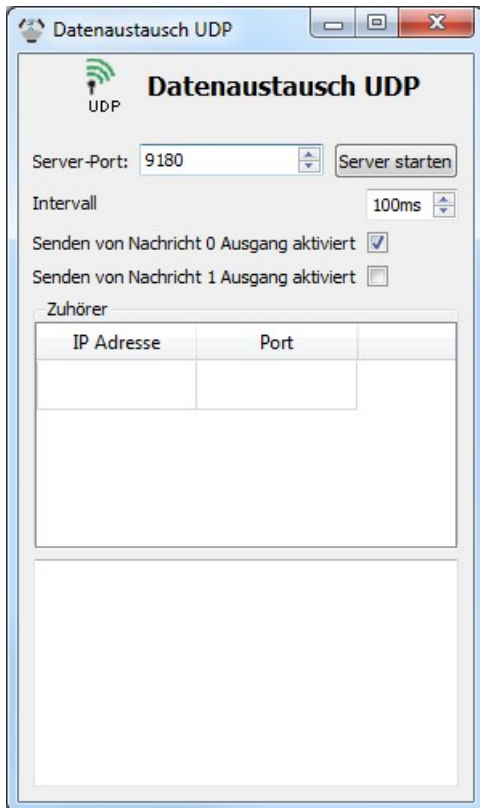 Datenaustausch UDP
UDP
Datenaustausch UDP
Server-Port: 9180 Server starten
Intervall 100ms
Senden von Nachricht 0 Ausgang aktiviert
Senden von Nachricht 1 Ausgang aktiviert
Zuhörer
IP Adresse Port